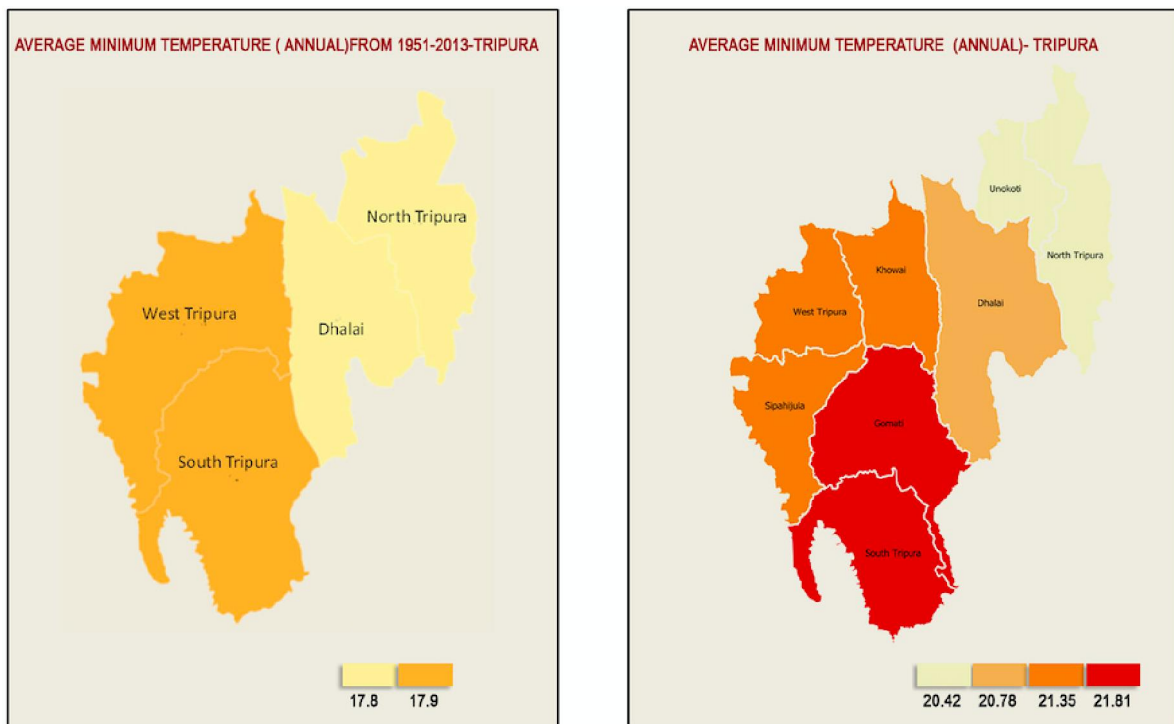 AVERAGE MINIMUM TEMPERATURE ( ANNUAL)FROM 1951-2013-TRIPURA
North Tripura
West Tripura
Dhalai
South Tripura
17.8 17.9
AVERAGE MINIMUM TEMPERATURE (ANNUAL)- TRIPURA
Unokoti
North Tripura
Khowai
Dhalai
West Tripura
Sipahijula
Gomati
South Tripura
20.42 20.78 21.35 21.81